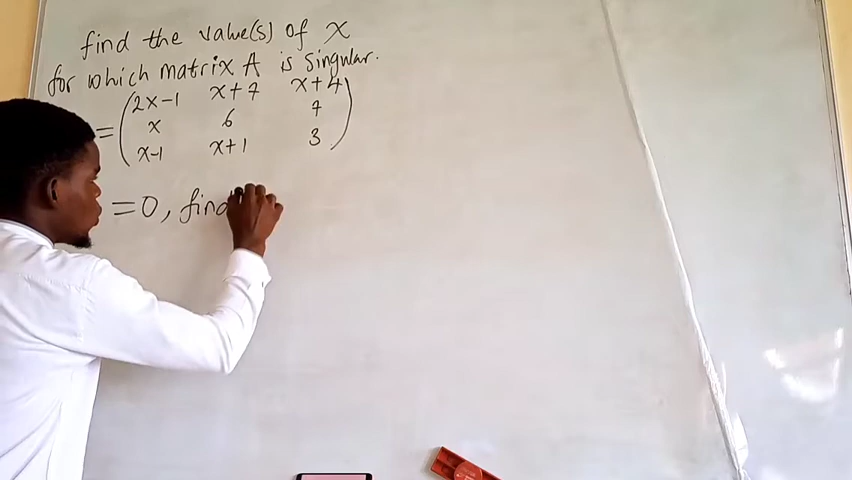 find the value(s) of x
for which matrix A is singular.
= ( 2x-1 x+7 x+4
x 6 7
x-1 x+1 3 )
=0, find